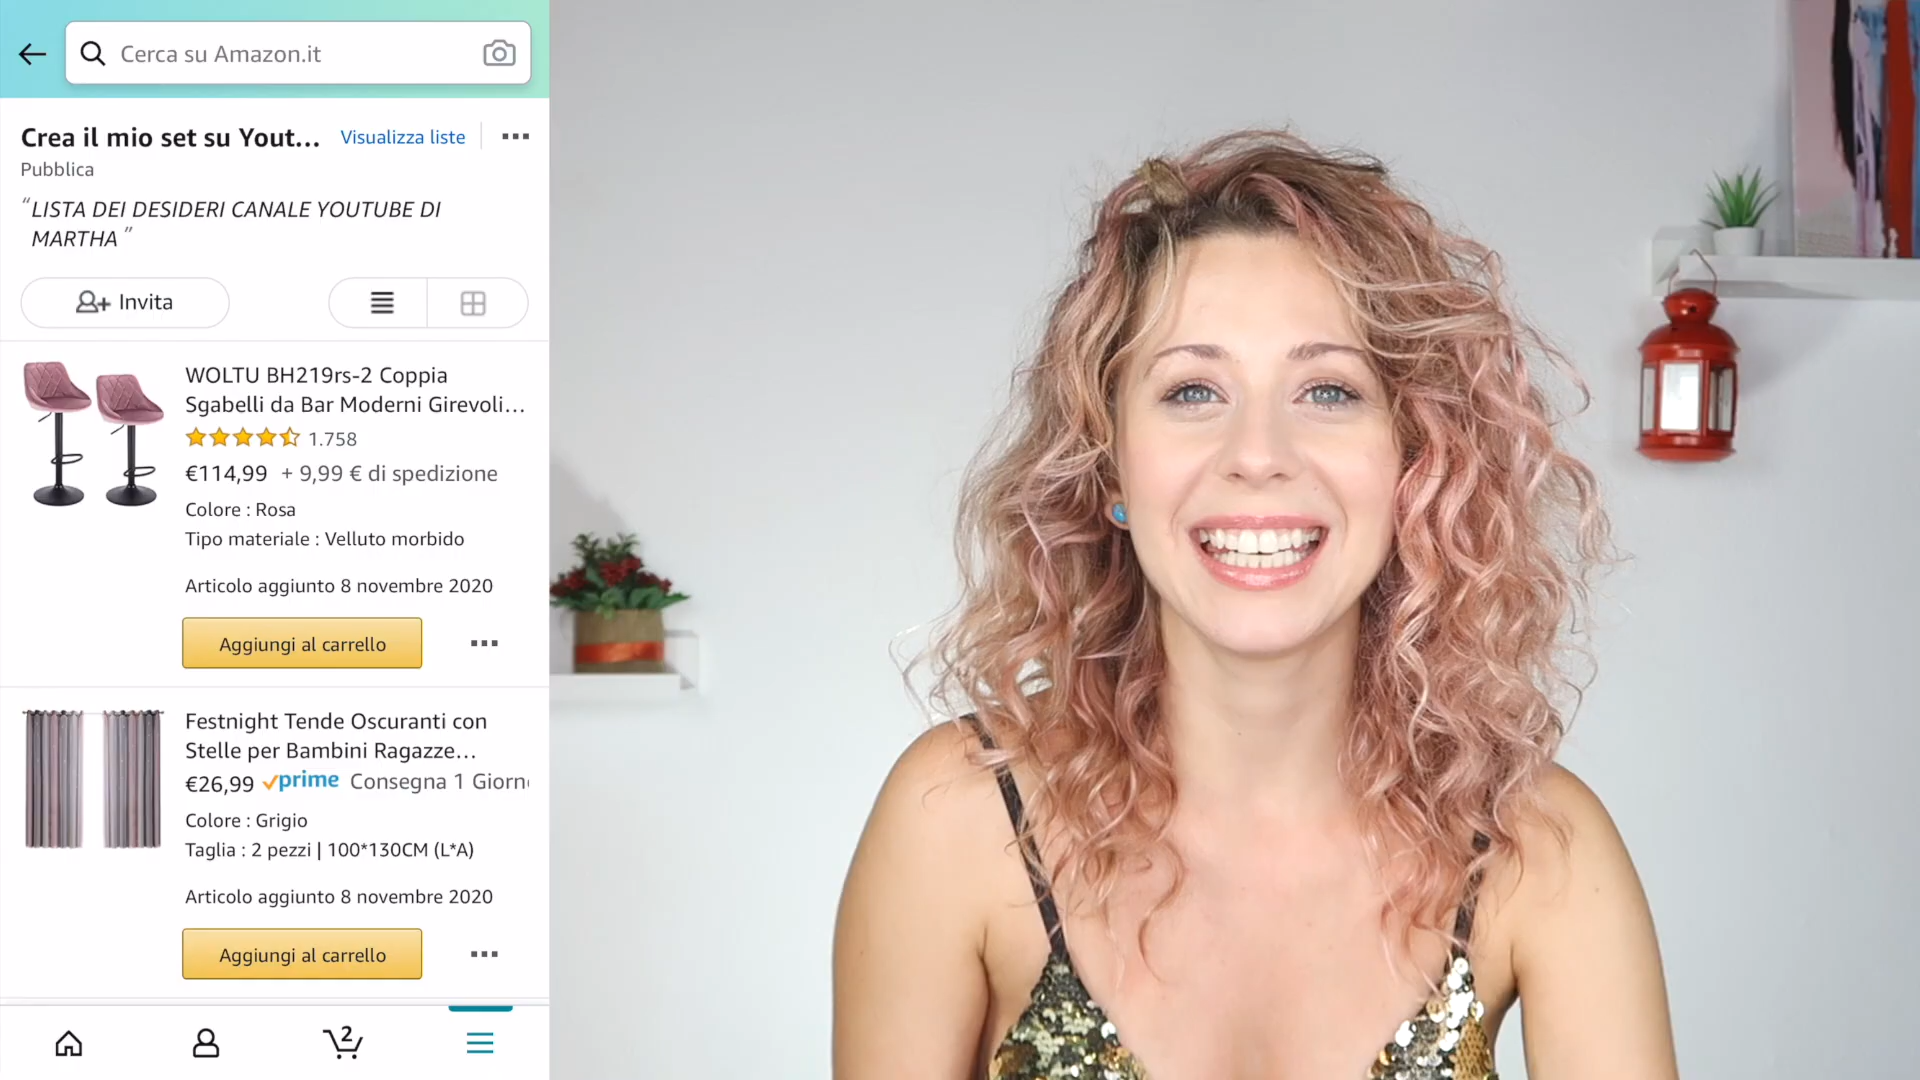 Cerca su Amazon.it
Crea il mio set su Yout... Visualizza liste
Pubblica
“LISTA DEI DESIDERI CANALE YOUTUBE DI
MARTHA”
Invita
WOLTU BH219rs-2 Coppia
Sgabelli da Bar Moderni Girevoli...
1.758
€114,99 + 9,99 € di spedizione
Colore : Rosa
Tipo materiale : Velluto morbido
Articolo aggiunto 8 novembre 2020
Aggiungi al carrello
Festnight Tende Oscuranti con
Stelle per Bambini Ragazze...
€26,99 prime Consegna 1 Giorn
Colore : Grigio
Taglia : 2 pezzi | 100*130CM (L*A)
Articolo aggiunto 8 novembre 2020
Aggiungi al carrello
2